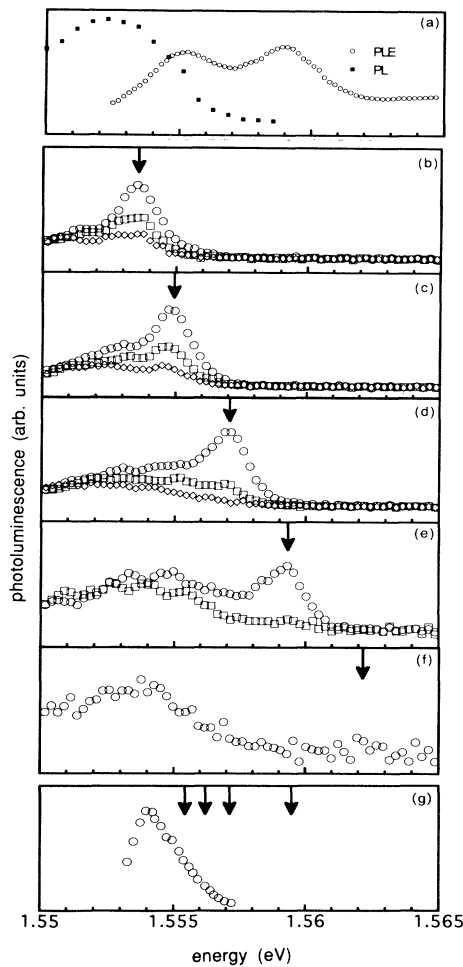 (a)
PLE
PL
(b)
(c)
(d)
(e)
(f)
(g)
photoluminescence (arb. units)
1.55 1.555 1.56 1.565
energy (eV)